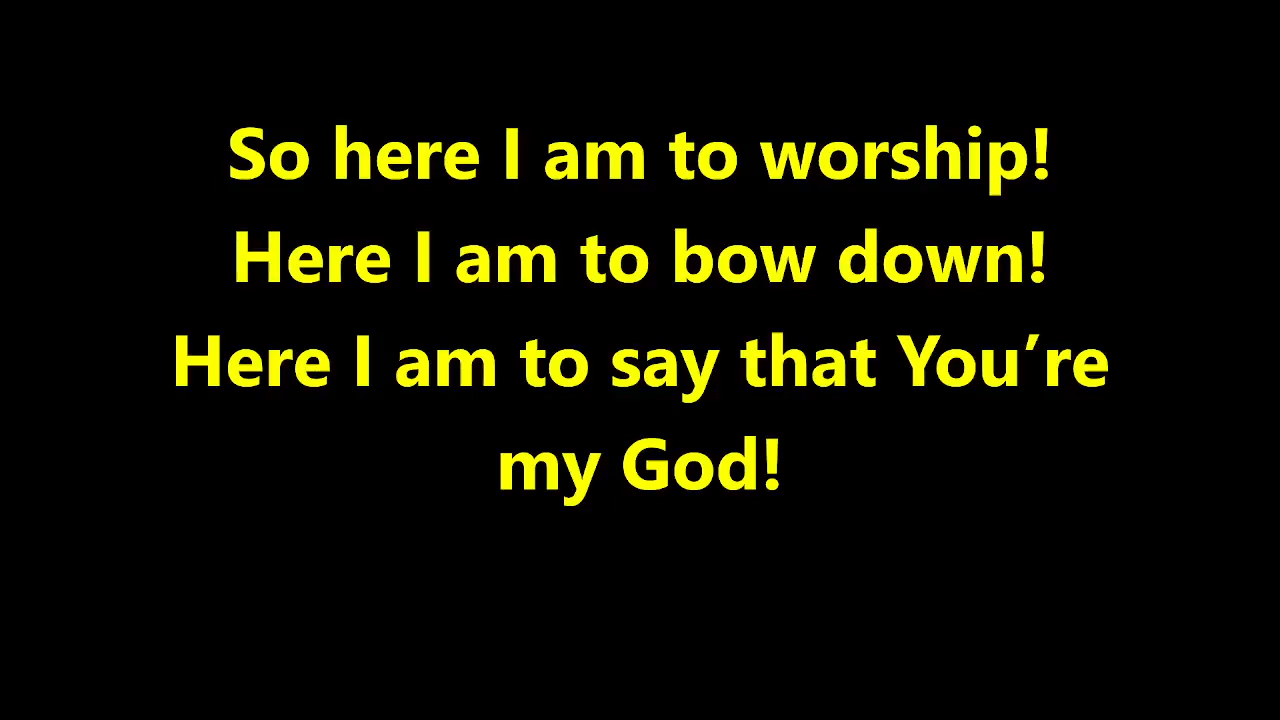 So here I am to worship!
Here I am to bow down!
Here I am to say that You’re
my God!